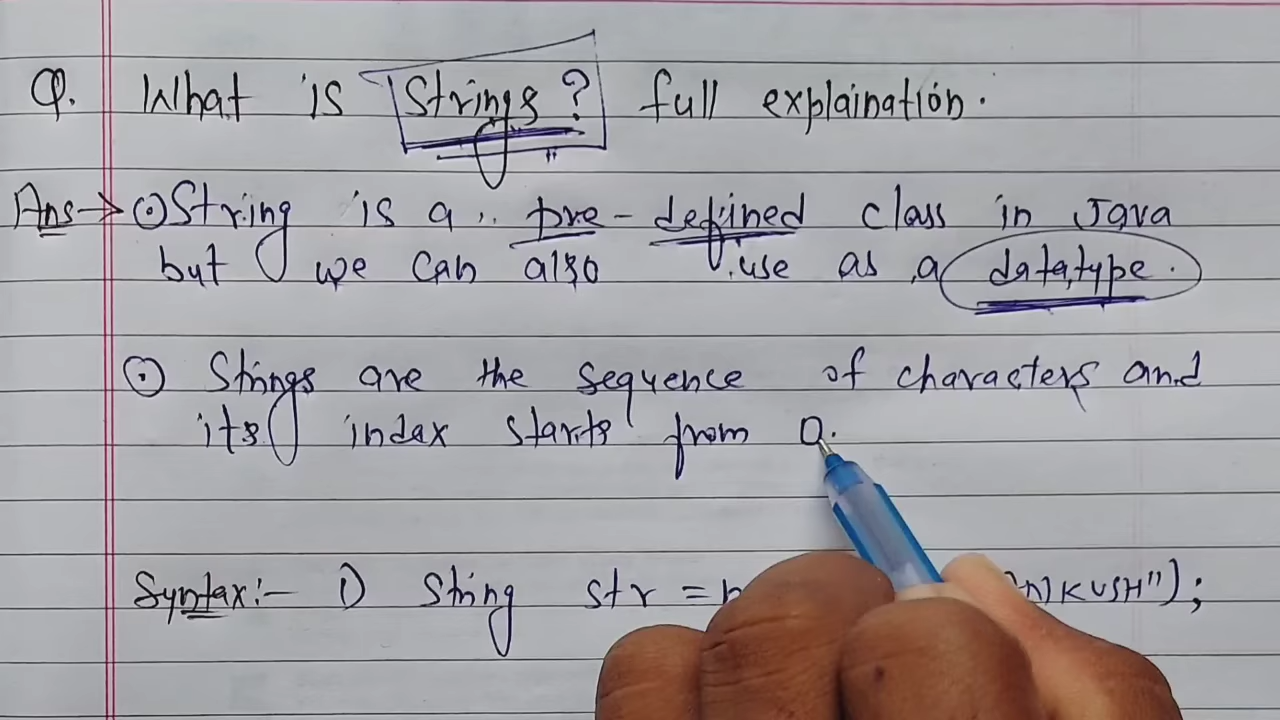 Q. What is Strings? full explaination.
Ans→ ⊙ String is a pre-defined class in Java
but we can also use as a datatype.
⊙ Strings are the sequence of characters and
its index starts from 0.
Syntax:- 1) String str = KUSH");